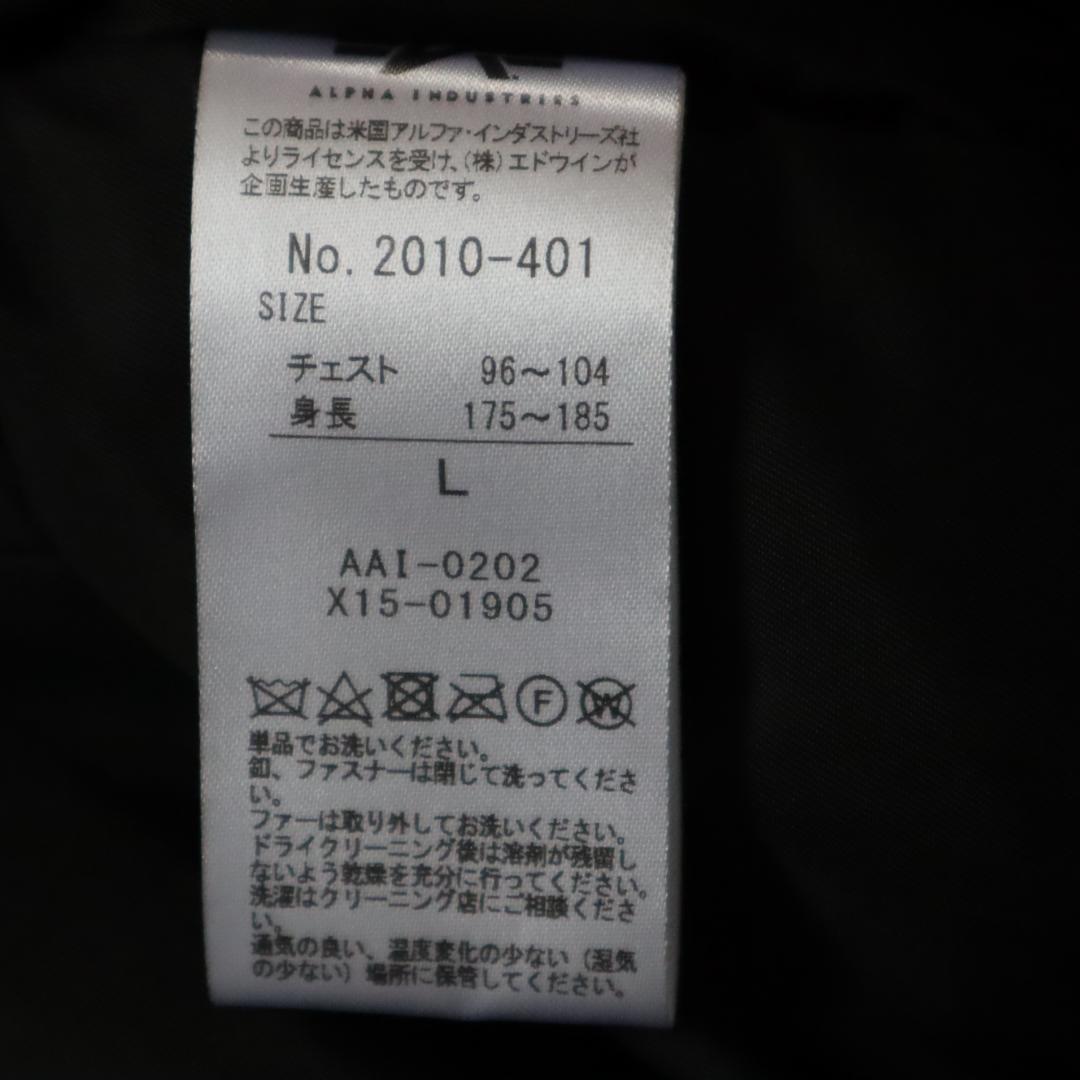 ALPHA INDUSTRIES
この商品は米国アルファ・インダストリーズ社
よりライセンスを受け、(株)エドウインが
企画生産したものです。
No. 2010-401
SIZE
チェスト 96～104
身長 175～185
L
AAI-0202
X15-01905
F W
単品でお洗いください。
釦、ファスナーは閉じて洗ってくださ
い。
ファーは取り外してお洗いください。
ドライクリーニング後は溶剤が残留し
ないよう乾燥を充分に行ってください。
洗濯はクリーニング店にご相談くださ
い。
通気の良い、温度変化の少ない（湿気
の少ない）場所に保管してください。